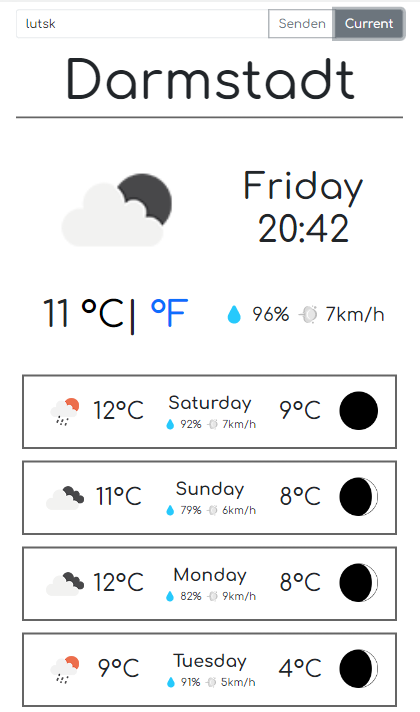 lutsk Senden Current
Darmstadt
Friday
20:42
11 °C| °F 96% 7km/h
12°C Saturday 9°C
92% 7km/h
11°C Sunday 8°C
79% 6km/h
12°C Monday 8°C
82% 9km/h
9°C Tuesday 4°C
91% 5km/h